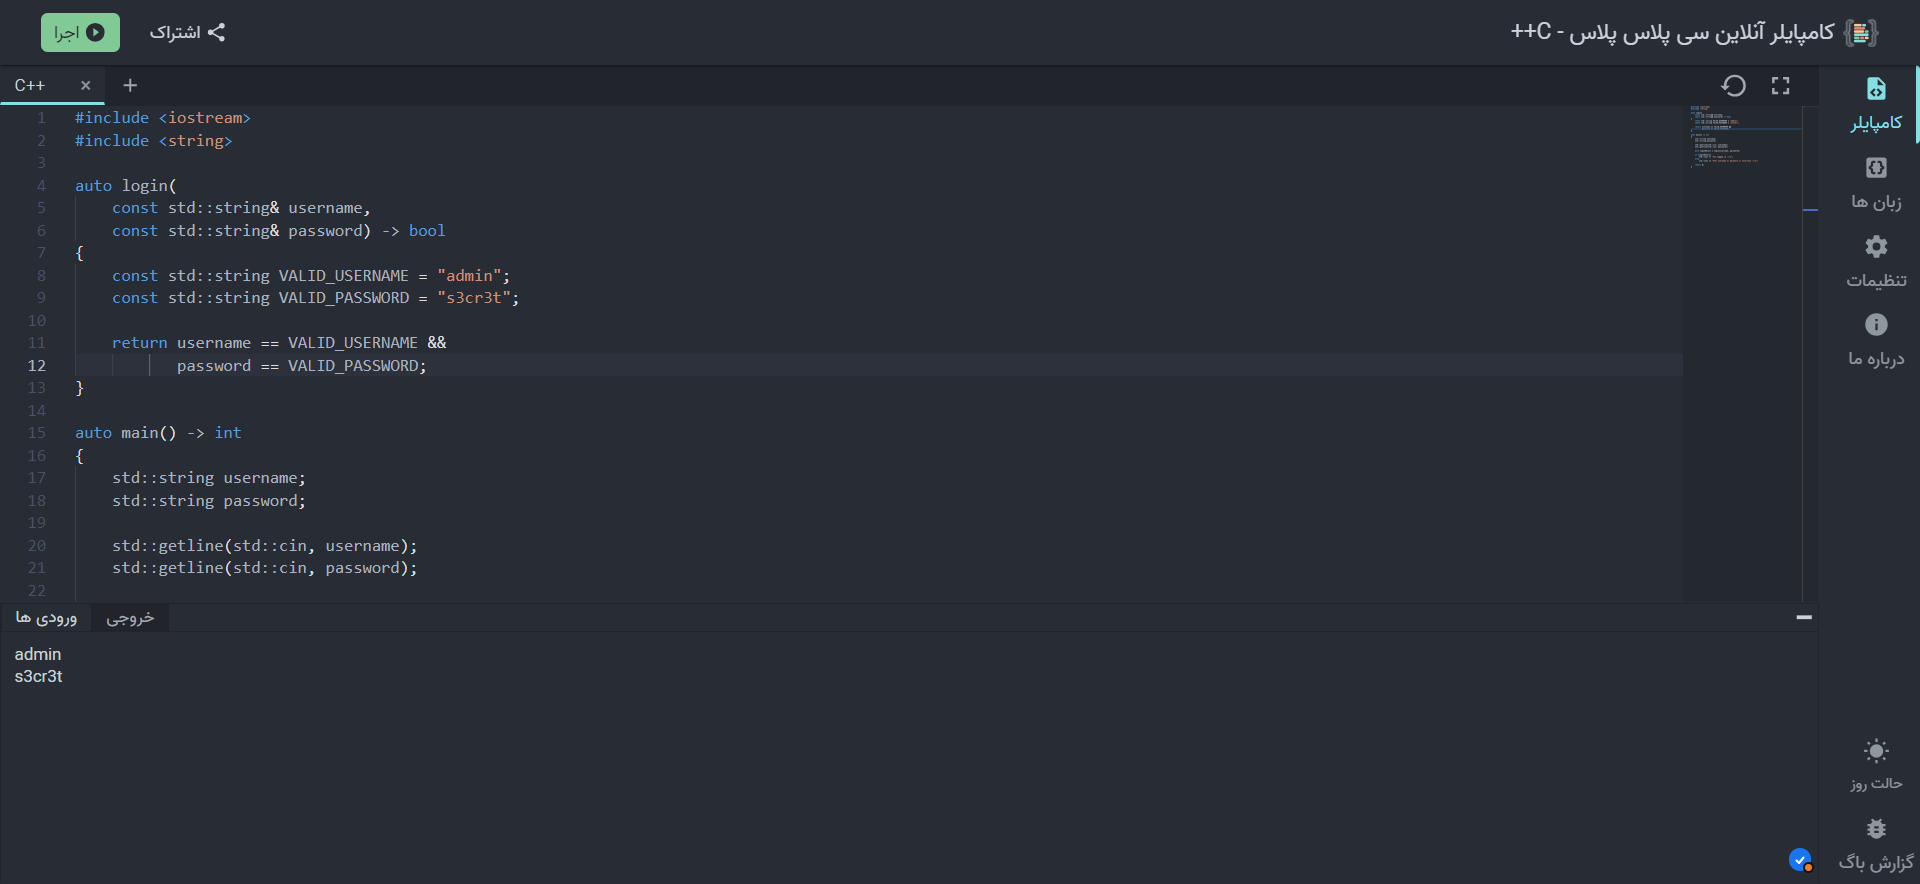 کامپایلر آنلاین سی پلاس پلاس - C++
اشتراک
اجرا
C++
1 #include <iostream>
2 #include <string>
3
4 auto login(
5     const std::string& username,
6     const std::string& password) -> bool
7 {
8     const std::string VALID_USERNAME = "admin";
9     const std::string VALID_PASSWORD = "s3cr3t";
10
11     return username == VALID_USERNAME &&
12            password == VALID_PASSWORD;
13 }
14
15 auto main() -> int
16 {
17     std::string username;
18     std::string password;
19
20     std::getline(std::cin, username);
21     std::getline(std::cin, password);
22
ورودی ها
خروجی
admin
s3cr3t
کامپایلر
زبان ها
تنظیمات
درباره ما
حالت روز
گزارش باگ